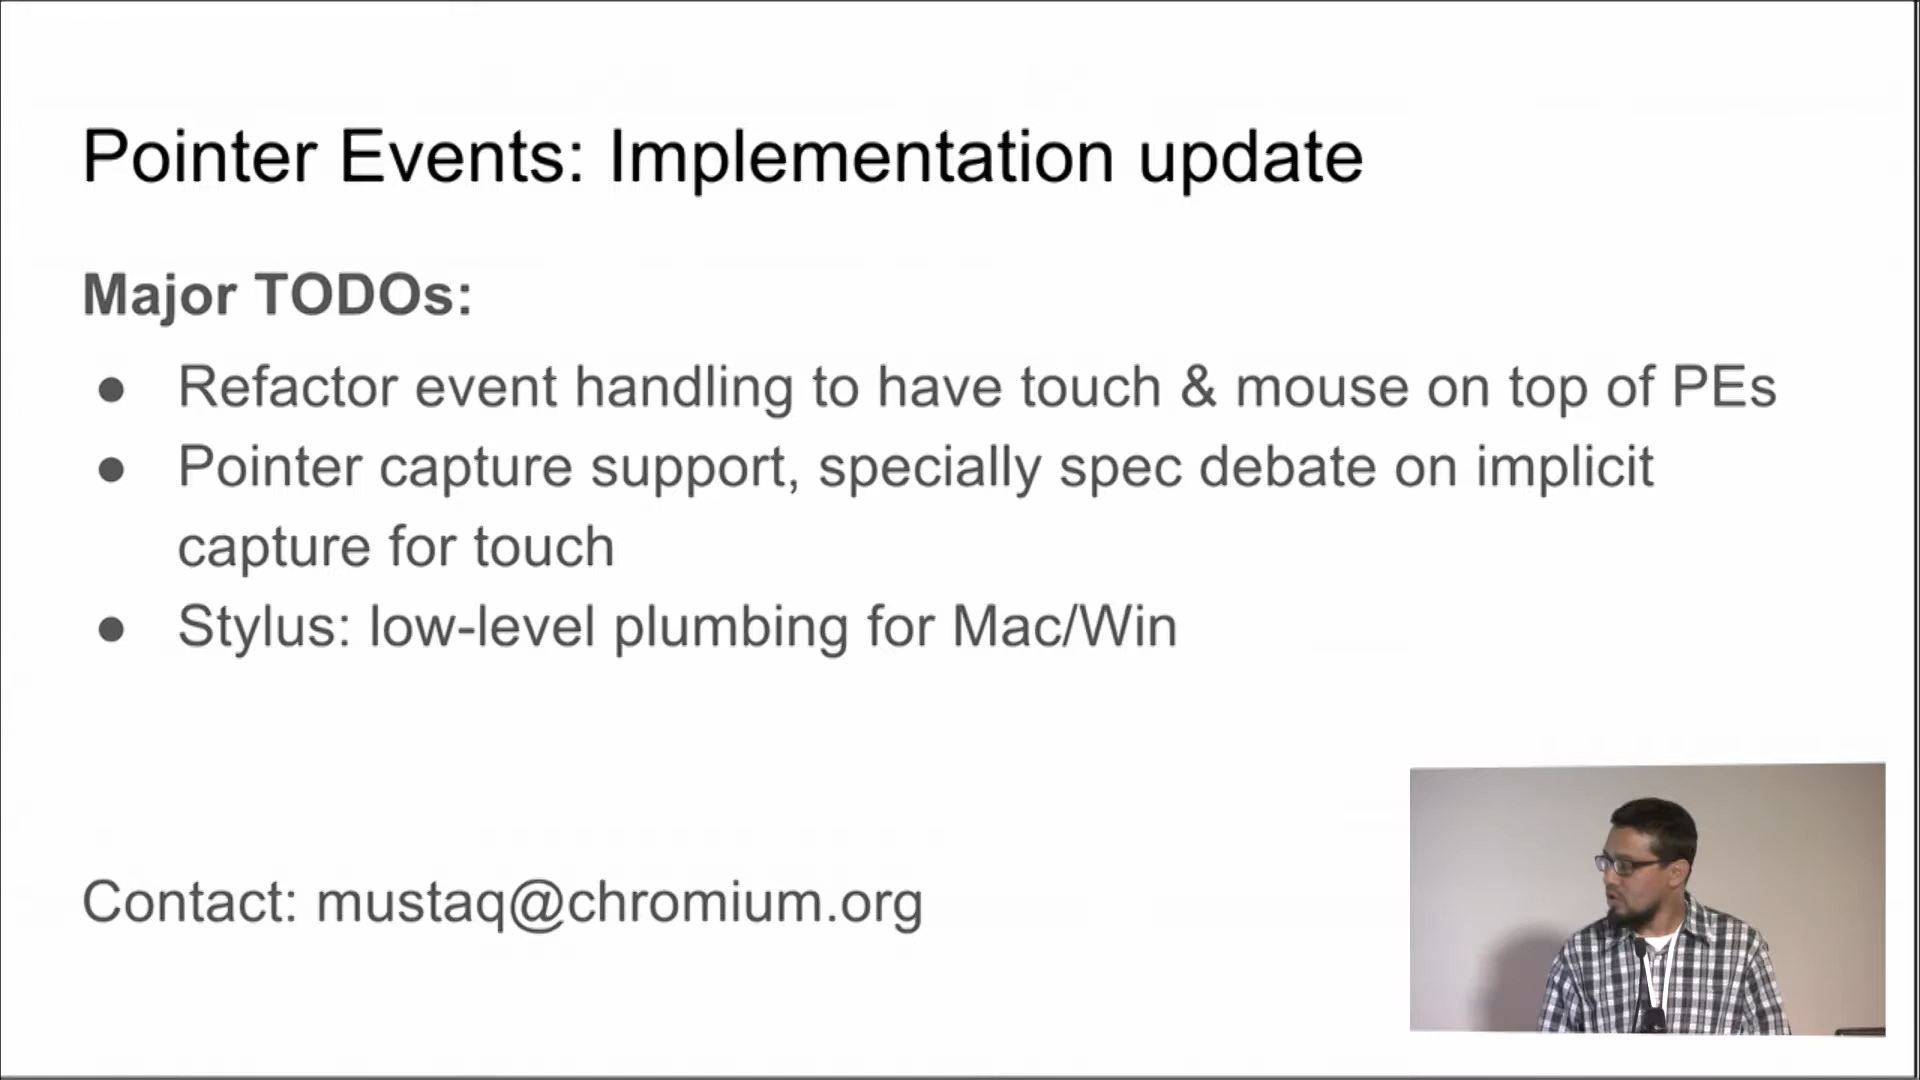 Pointer Events: Implementation update
Major TODOs:
● Refactor event handling to have touch & mouse on top of PEs
● Pointer capture support, specially spec debate on implicit
capture for touch
● Stylus: low-level plumbing for Mac/Win
Contact: mustaq@chromium.org